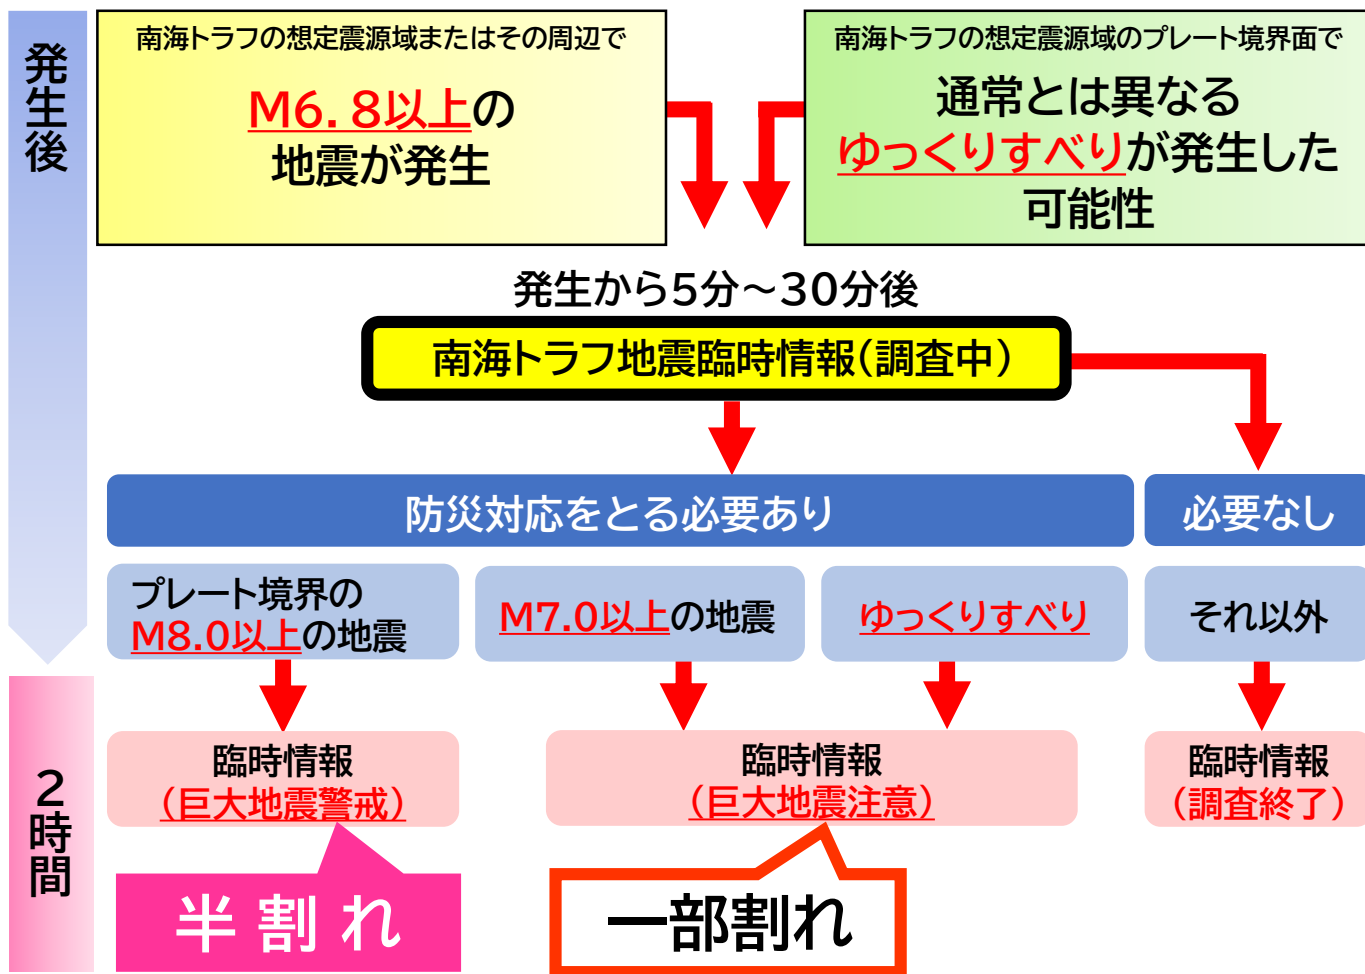 発生後
南海トラフの想定震源域またはその周辺で
M6.8以上の
地震が発生
南海トラフの想定震源域のプレート境界面で
通常とは異なる
ゆっくりすべりが発生した
可能性
発生から5分～30分後
南海トラフ地震臨時情報(調査中)
防災対応をとる必要あり
必要なし
プレート境界の
M8.0以上の地震
M7.0以上の地震
ゆっくりすべり
それ以外
2時間
臨時情報
(巨大地震警戒)
臨時情報
(巨大地震注意)
臨時情報
(調査終了)
半割れ
一部割れ